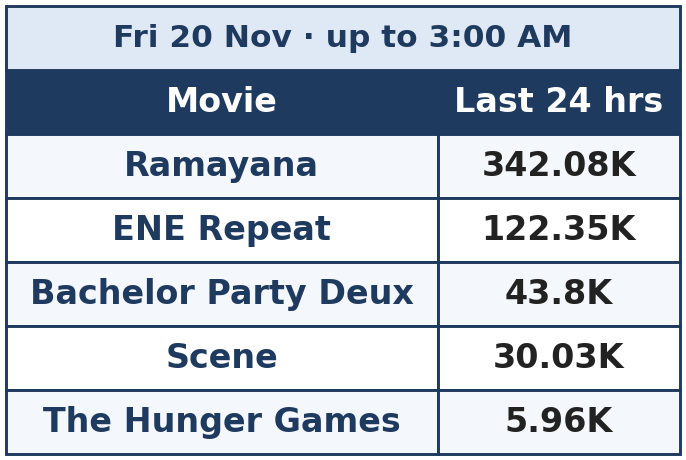 Fri 20 Nov · up to 3:00 AM
Movie Last 24 hrs
Ramayana 342.08K
ENE Repeat 122.35K
Bachelor Party Deux 43.8K
Scene 30.03K
The Hunger Games 5.96K